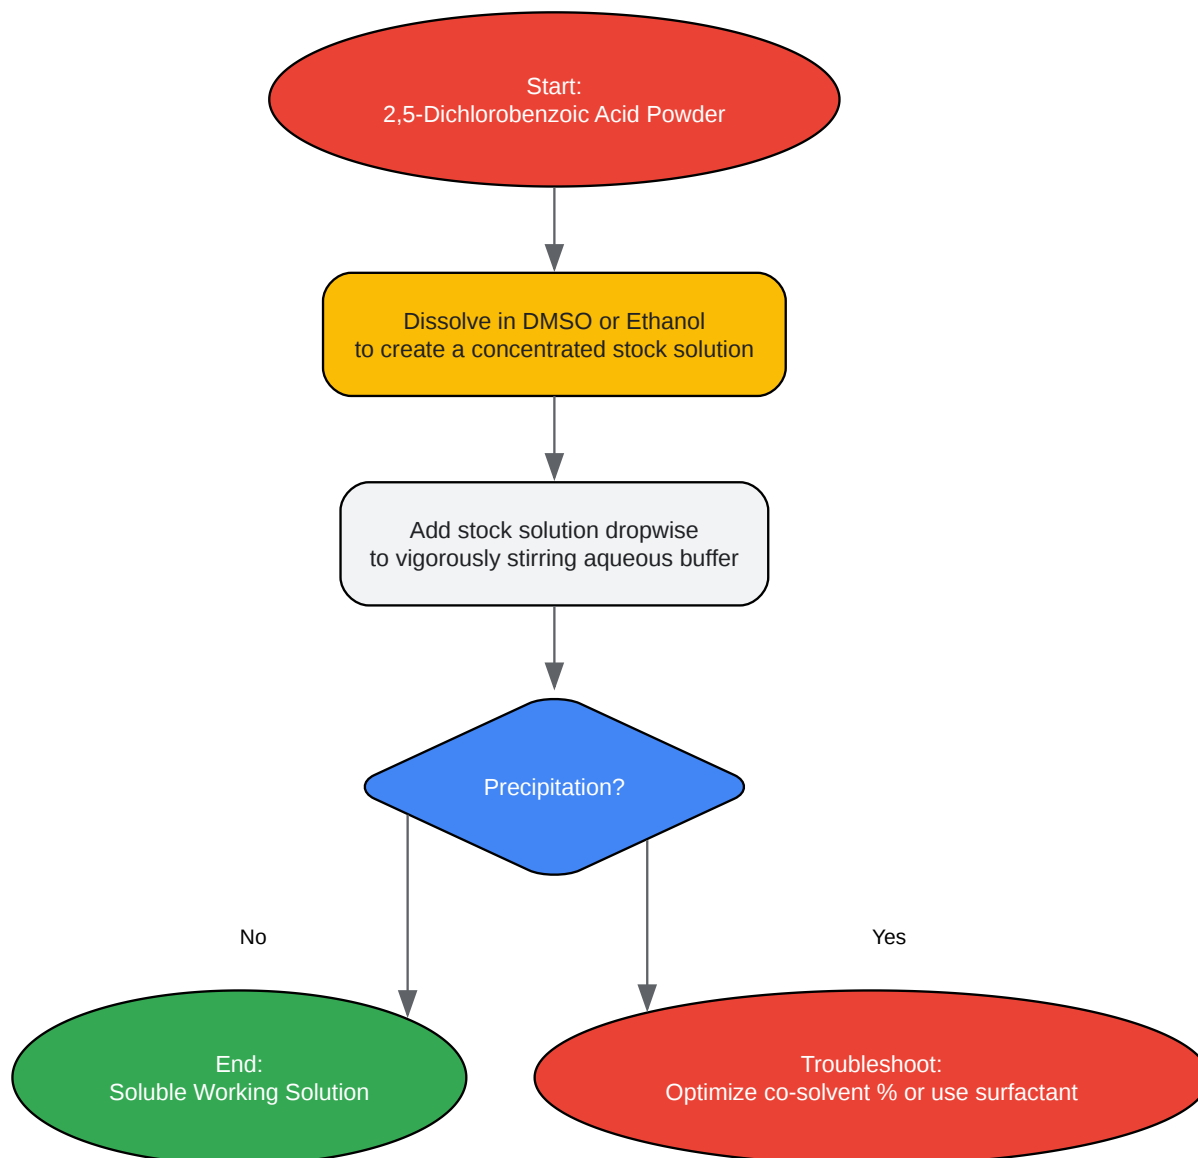 Start:
2,5-Dichlorobenzoic Acid Powder
Dissolve in DMSO or Ethanol
to create a concentrated stock solution
Add stock solution dropwise
to vigorously stirring aqueous buffer
Precipitation?
No
Yes
End:
Soluble Working Solution
Troubleshoot:
Optimize co-solvent % or use surfactant